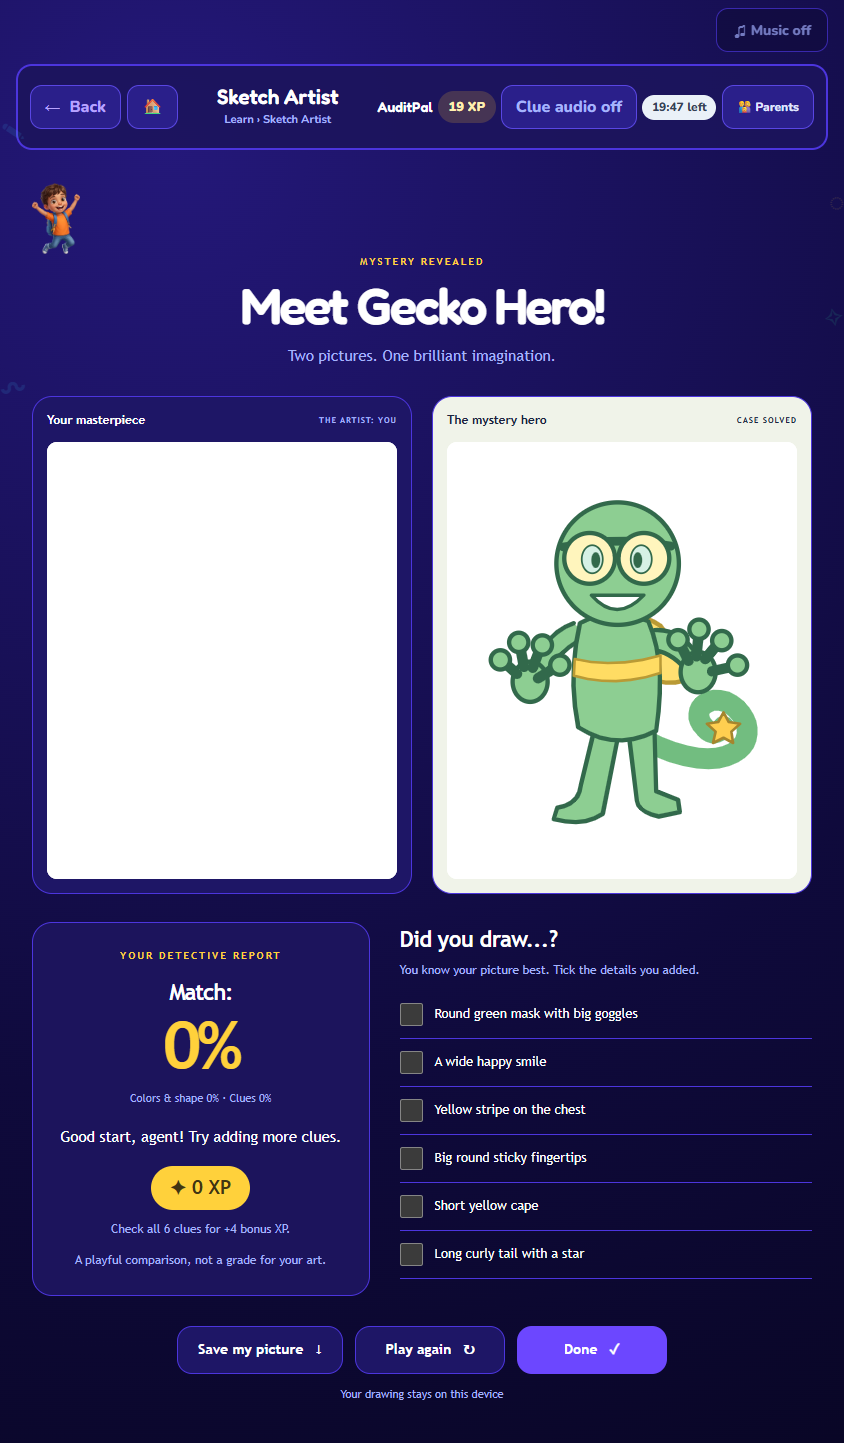 ♫ Music off
← Back
Sketch Artist
Learn › Sketch Artist
AuditPal
19 XP
Clue audio off
19:47 left
Parents
MYSTERY REVEALED
Meet Gecko Hero!
Two pictures. One brilliant imagination.
Your masterpiece
THE ARTIST: YOU
The mystery hero
CASE SOLVED
YOUR DETECTIVE REPORT
Match:
0%
Colors & shape 0% · Clues 0%
Good start, agent! Try adding more clues.
✦ 0 XP
Check all 6 clues for +4 bonus XP.
A playful comparison, not a grade for your art.
Did you draw...?
You know your picture best. Tick the details you added.
Round green mask with big goggles
A wide happy smile
Yellow stripe on the chest
Big round sticky fingertips
Short yellow cape
Long curly tail with a star
Save my picture ↓
Play again ↻
Done ✓
Your drawing stays on this device